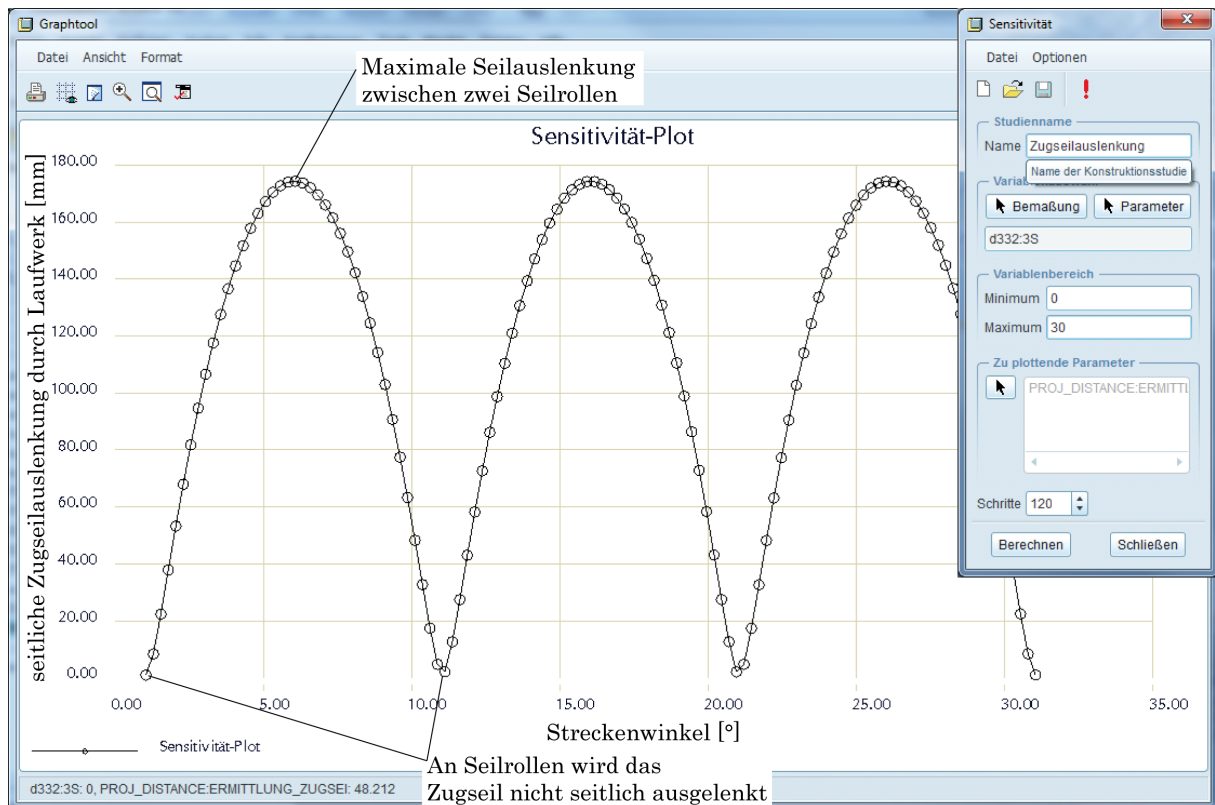 Graphtool
Datei Ansicht Format
Maximale Seilauslenkung
zwischen zwei Seilrollen
Sensitivität-Plot
seitliche Zugseilauslenkung durch Laufwerk [mm]
180.00
160.00
140.00
120.00
100.00
80.00
60.00
40.00
20.00
0.00
0.00 5.00 10.00 15.00 20.00 25.00 30.00 35.00
Streckenwinkel [°]
Sensitivität-Plot
An Seilrollen wird das
Zugseil nicht seitlich ausgelenkt
d332:3S: 0, PROJ_DISTANCE:ERMITTLUNG_ZUGSEI: 48.212
Sensitivität
Datei Optionen
Studienname
Name Zugseilauslenkung
Name der Konstruktionsstudie
Bemaßung Parameter
d332:3S
Variablenbereich
Minimum 0
Maximum 30
Zu plottende Parameter
PROJ_DISTANCE:ERMITTL
Schritte 120
Berechnen Schließen